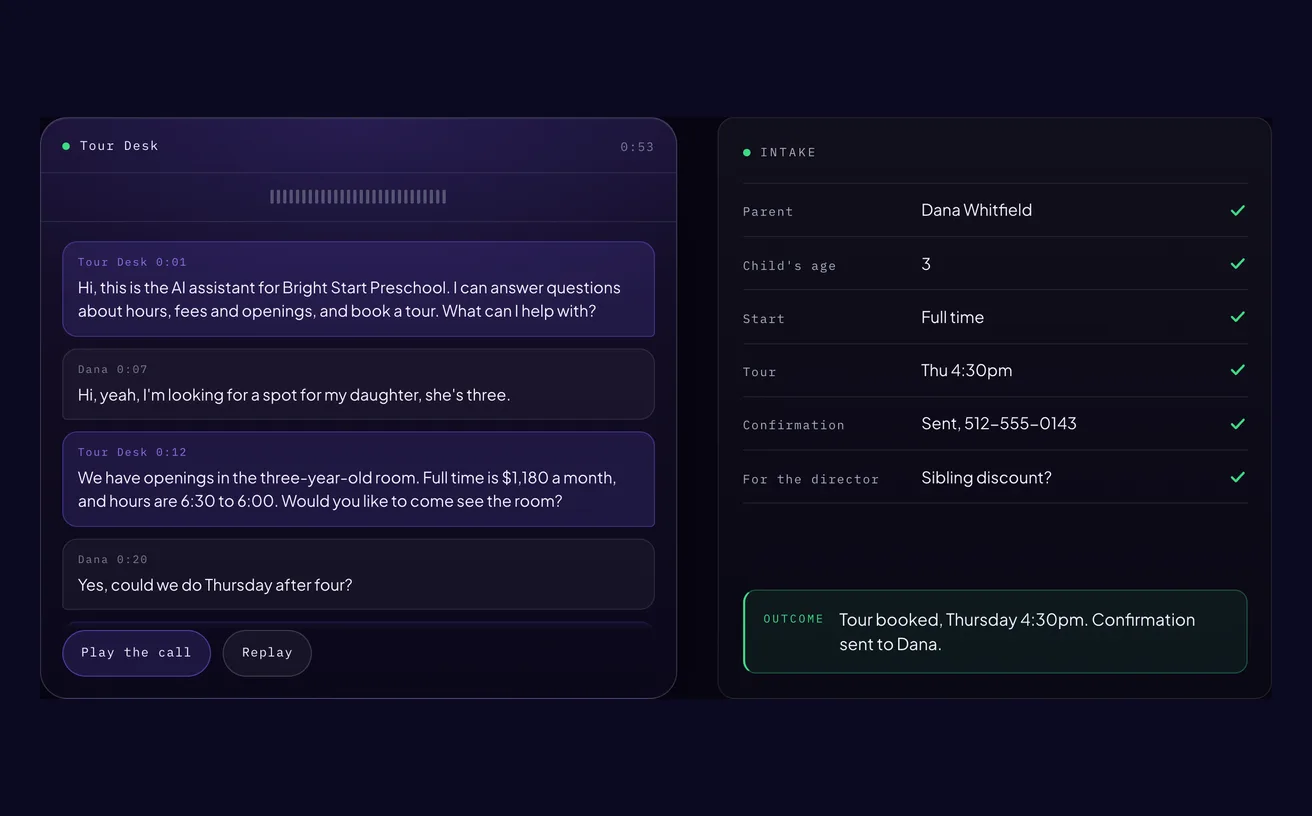 Tour Desk
0:53
Tour Desk 0:01
Hi, this is the AI assistant for Bright Start Preschool. I can answer questions
about hours, fees and openings, and book a tour. What can I help with?
Dana 0:07
Hi, yeah, I'm looking for a spot for my daughter, she's three.
Tour Desk 0:12
We have openings in the three-year-old room. Full time is $1,180 a month,
and hours are 6:30 to 6:00. Would you like to come see the room?
Dana 0:20
Yes, could we do Thursday after four?
Play the call
Replay
INTAKE
Parent Dana Whitfield
Child's age 3
Start Full time
Tour Thu 4:30pm
Confirmation Sent, 512–555–0143
For the director Sibling discount?
OUTCOME Tour booked, Thursday 4:30pm. Confirmation
sent to Dana.